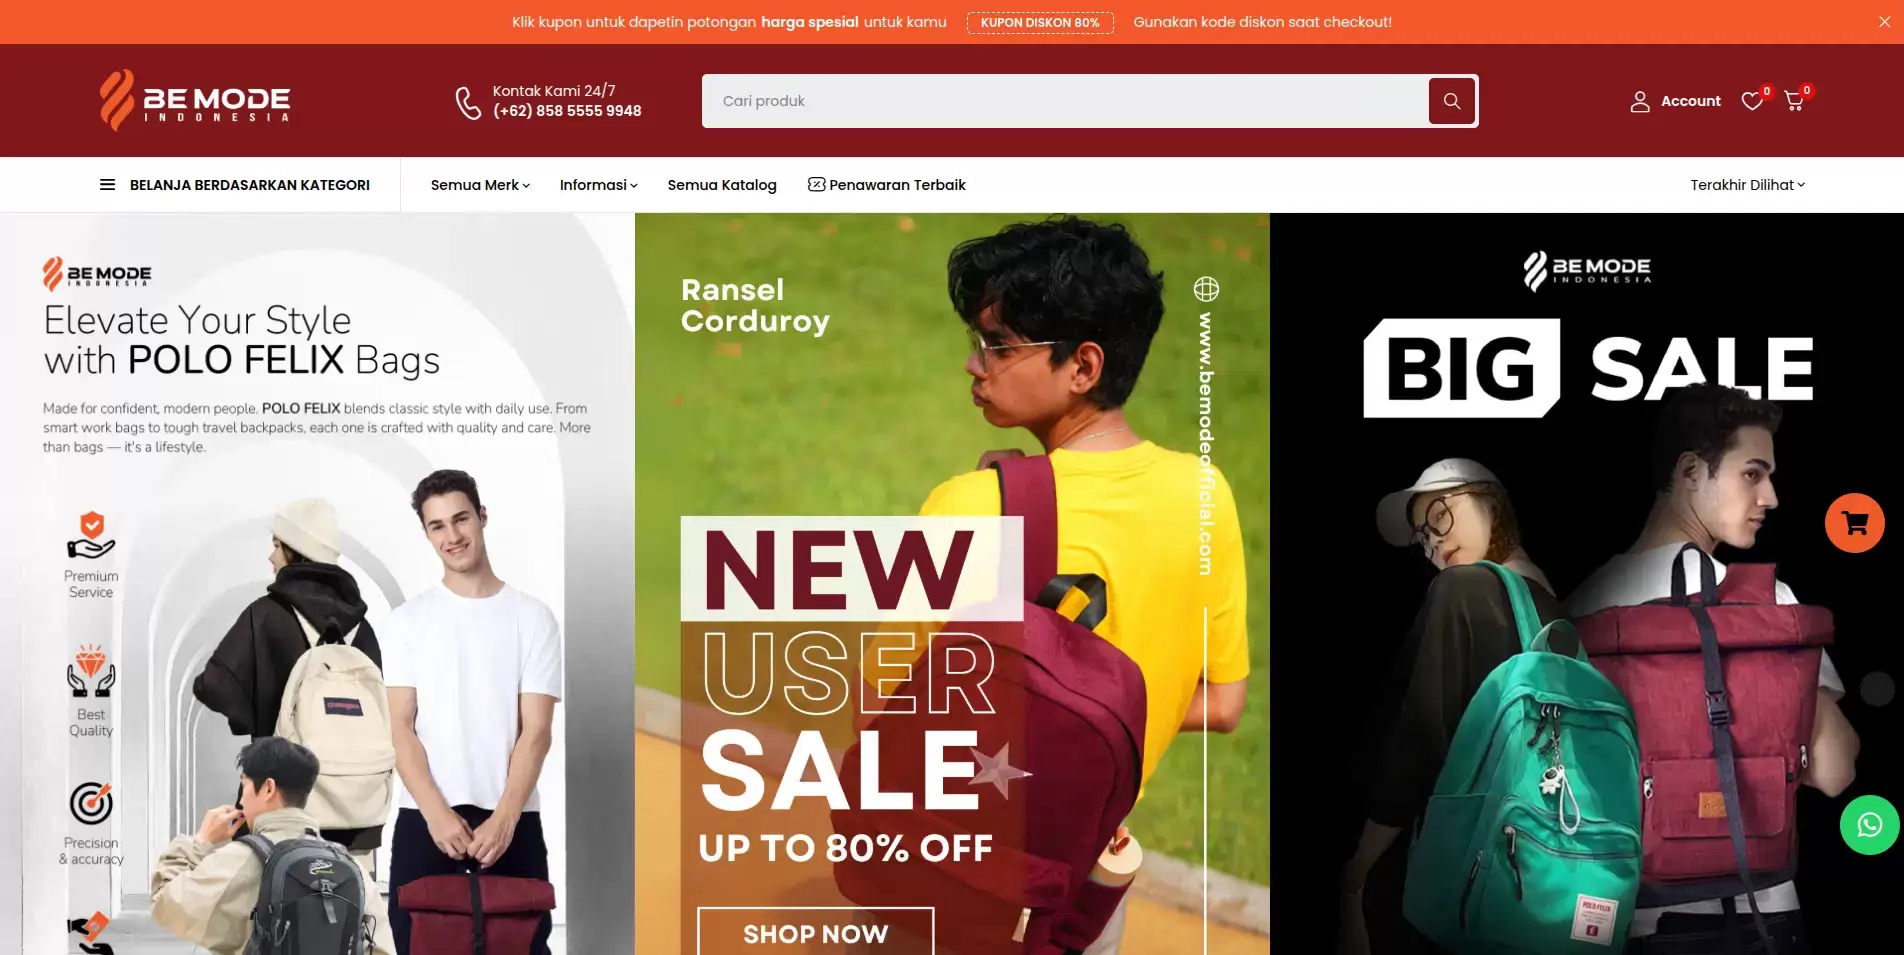 Klik kupon untuk dapetin potongan harga spesial untuk kamu KUPON DISKON 80% Gunakan kode diskon saat checkout!
BE MODE
INDONESIA
Kontak Kami 24/7
(+62) 858 5555 9948
Cari produk
Account
0
0
BELANJA BERDASARKAN KATEGORI
Semua Merk
Informasi
Semua Katalog
Penawaran Terbaik
Terakhir Dilihat
BE MODE
INDONESIA
Elevate Your Style
with POLO FELIX Bags
Made for confident, modern people. POLO FELIX blends classic style with daily use. From
smart work bags to tough travel backpacks, each one is crafted with quality and care. More
than bags — it's a lifestyle.
Premium
Service
Best
Quality
Precision
& accuracy
Ransel
Corduroy
www.bemodeofficial.com
NEW
USER
SALE
UP TO 80% OFF
SHOP NOW
BE MODE
INDONESIA
BIG SALE
POLO FELIX